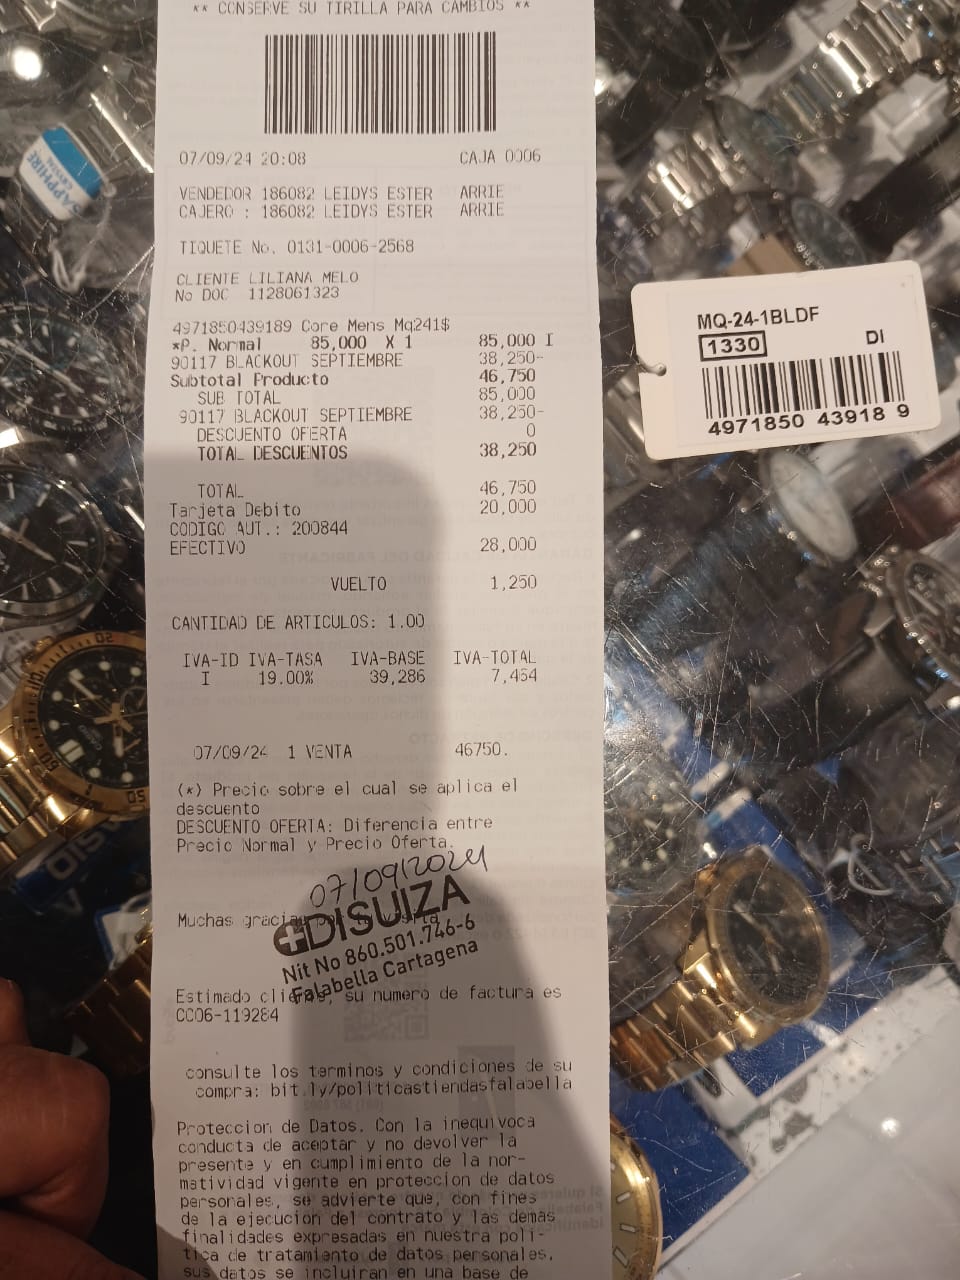 ** CONSERVE SU TIRILLA PARA CAMBIOS **
07/09/24 20:08 CAJA 0006
VENDEDOR 186082 LEIDYS ESTER ARRIE
CAJERO : 186082 LEIDYS ESTER ARRIE
TIQUETE No. 0131-0006-2568
CLIENTE LILIANA MELO
No DOC 1128061323
4971850439189 Core Mens Mq241$
*P. Normal 85,000 X 1 85,000 I
90117 BLACKOUT SEPTIEMBRE 38,250-
Subtotal Producto 46,750
SUB TOTAL 85,000
90117 BLACKOUT SEPTIEMBRE 38,250-
DESCUENTO OFERTA 0
TOTAL DESCUENTOS 38,250
TOTAL 46,750
Tarjeta Debito 20,000
CODIGO AUT.: 200844
EFECTIVO 28,000
VUELTO 1,250
CANTIDAD DE ARTICULOS: 1.00
IVA-ID IVA-TASA IVA-BASE IVA-TOTAL
I 19.00% 39,286 7,464
07/09/24 1 VENTA 46750.
(*) Precio sobre el cual se aplica el
descuento
DESCUENTO OFERTA: Diferencia entre
Precio Normal y Precio Oferta.
07/09/2024
Muchas gracias por su visita
DISUIZA
Nit No 860.501.746-6
Falabella Cartagena
Estimado cliente, su numero de factura es
CC06-119284
consulte los terminos y condiciones de su
compra: bit.ly/politicastiendasfalabella
Proteccion de Datos. Con la inequivoca
conducta de aceptar y no devolver la
presente y en cumplimiento de la nor-
matividad vigente en proteccion de datos
personales, se advierte que, con fines
de la ejecucion del contrato y las demas
finalidades expresadas en nuestra poli-
tica de tratamiento de datos personales,
sus datos se incluiran en una base de
MQ-24-1BLDF
1330 DI
4971850 43918 9
SAPPHIRE
CRYSTAL
CASIO